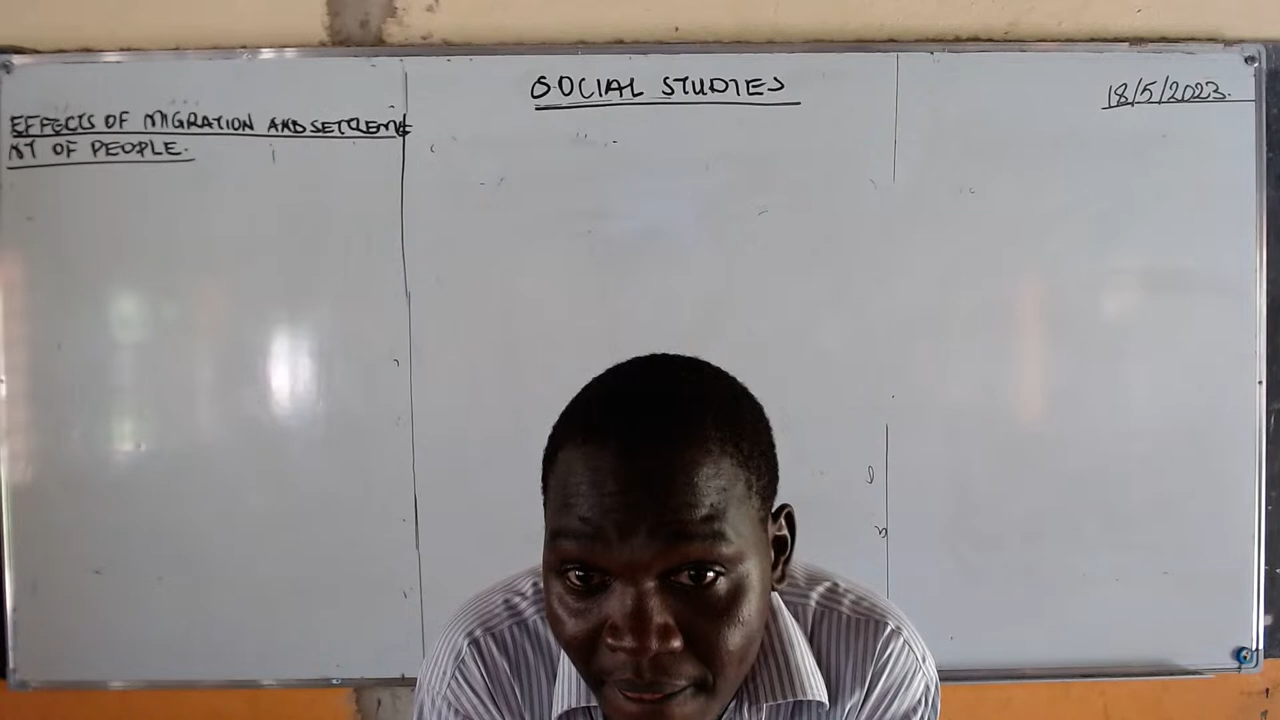 SOCIAL STUDIES
18/5/2023.
EFFECTS OF MIGRATION AND SETTLEME
NT OF PEOPLE.